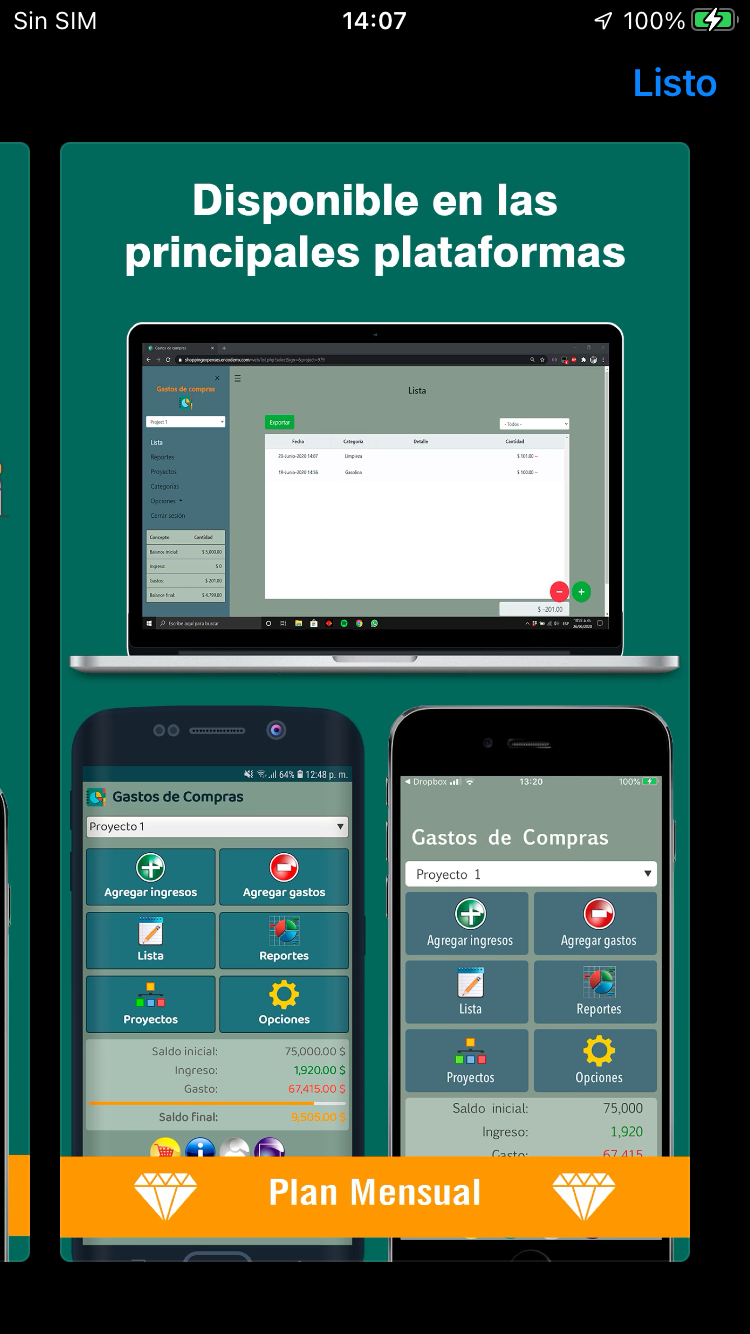 Sin SIM 14:07 100%
Listo
Disponible en las
principales plataformas
Gastos de compras
Gastos de compras
Lista
Project 1
Exportar
- Todos -
Fecha Categoría Detalle Cantidad
23-Junio-2020 14:07 Limpieza $ 101.00 -
19-Junio-2020 14:56 Gasolina $ 100.00 -
Lista
Reportes
Proyectos
Categorías
Opciones
Cerrar sesión
Concepto Cantidad
Balance inicial: $ 5,000.00
Ingreso: $ 0
Gastos: $ 201.00
Balance final: $ 4,799.00
$ -201.00
Escribe aquí para buscar
64% 12:48 p. m.
Gastos de Compras
Proyecto 1
Agregar ingresos Agregar gastos
Lista Reportes
Proyectos Opciones
Saldo inicial: 75,000.00 $
Ingreso: 1,920.00 $
Gasto: 67,415.00 $
Saldo final: 9,505.00 $
Dropbox 13:20 100%
Gastos de Compras
Proyecto 1
Agregar ingresos Agregar gastos
Lista Reportes
Proyectos Opciones
Saldo inicial: 75,000
Ingreso: 1,920
Gasto: 67,415
Plan Mensual